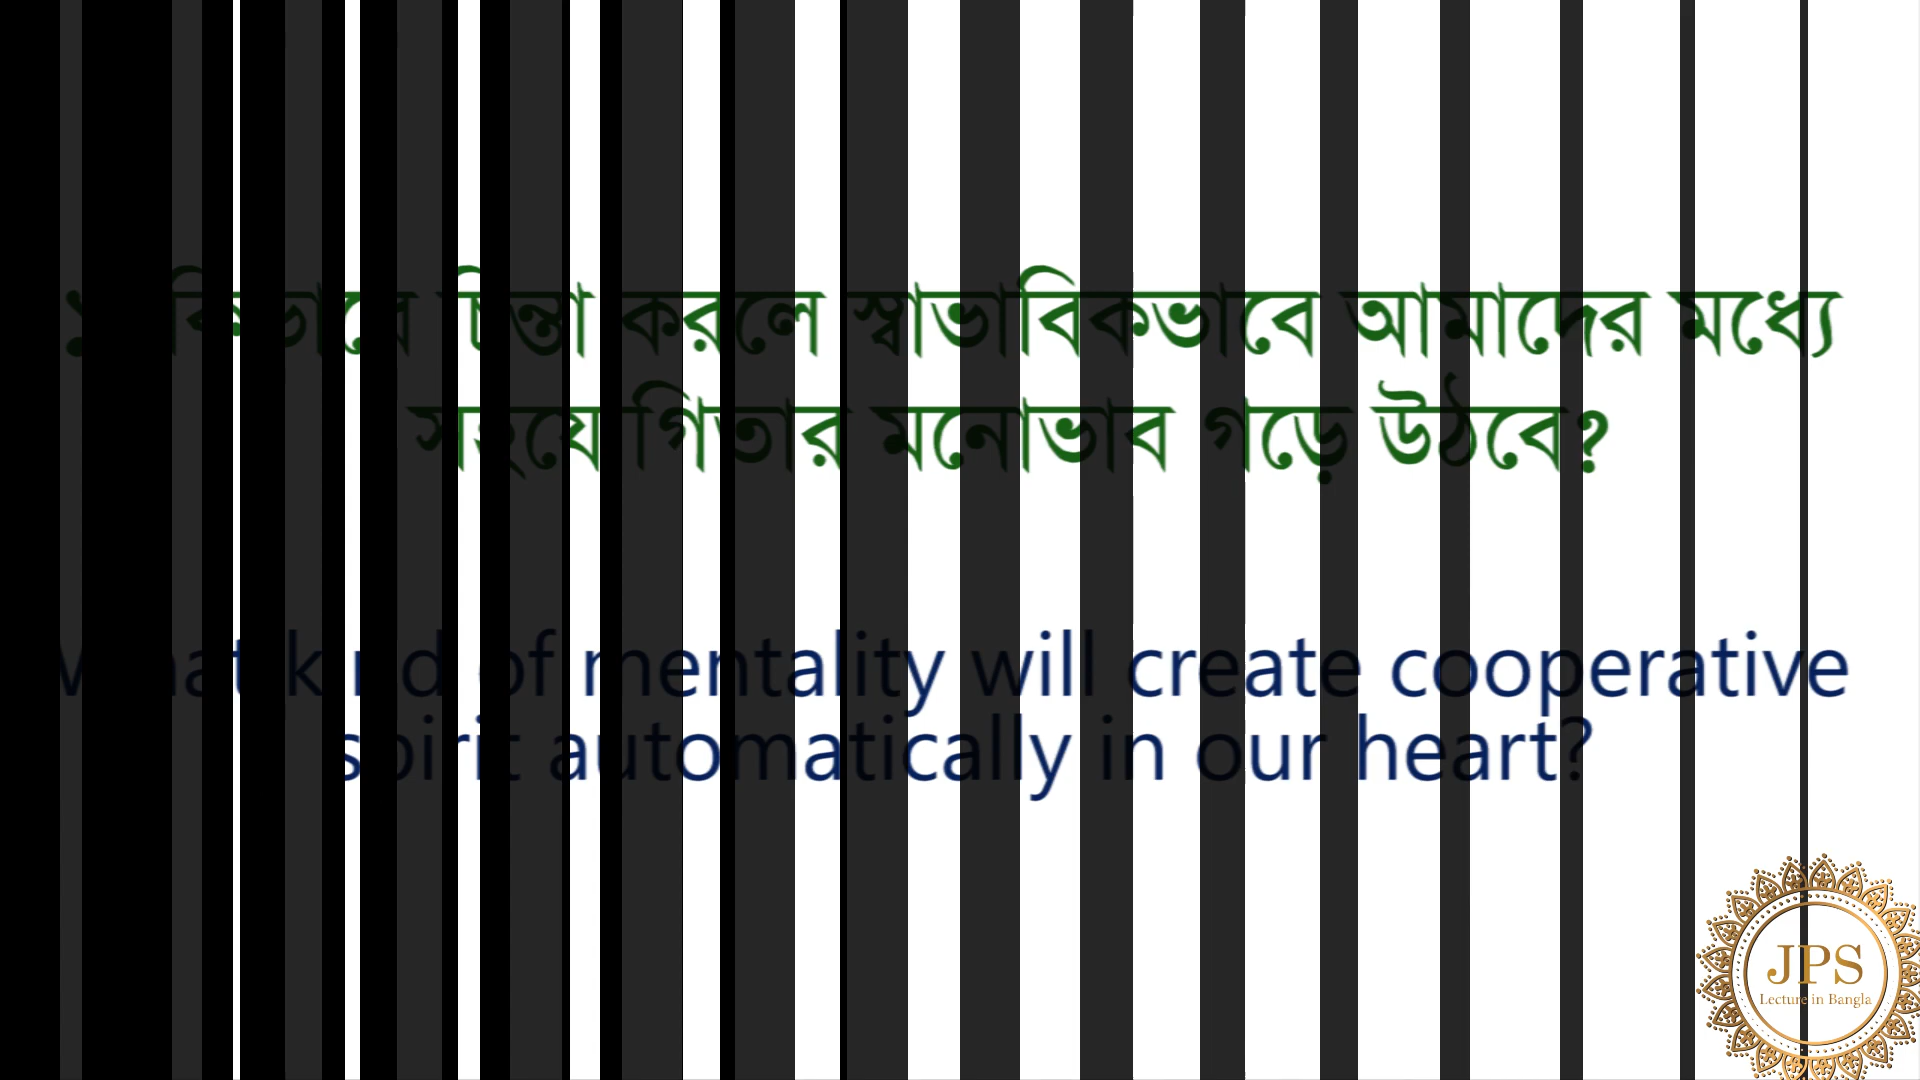 কিভাবে চিন্তা করলে স্বাভাবিকভাবে আমাদের মধ্যে
সহযোগিতার মনোভাব গড়ে উঠবে?
What kind of mentality will create cooperative
spirit automatically in our heart?
JPS
Lecture in Bangla